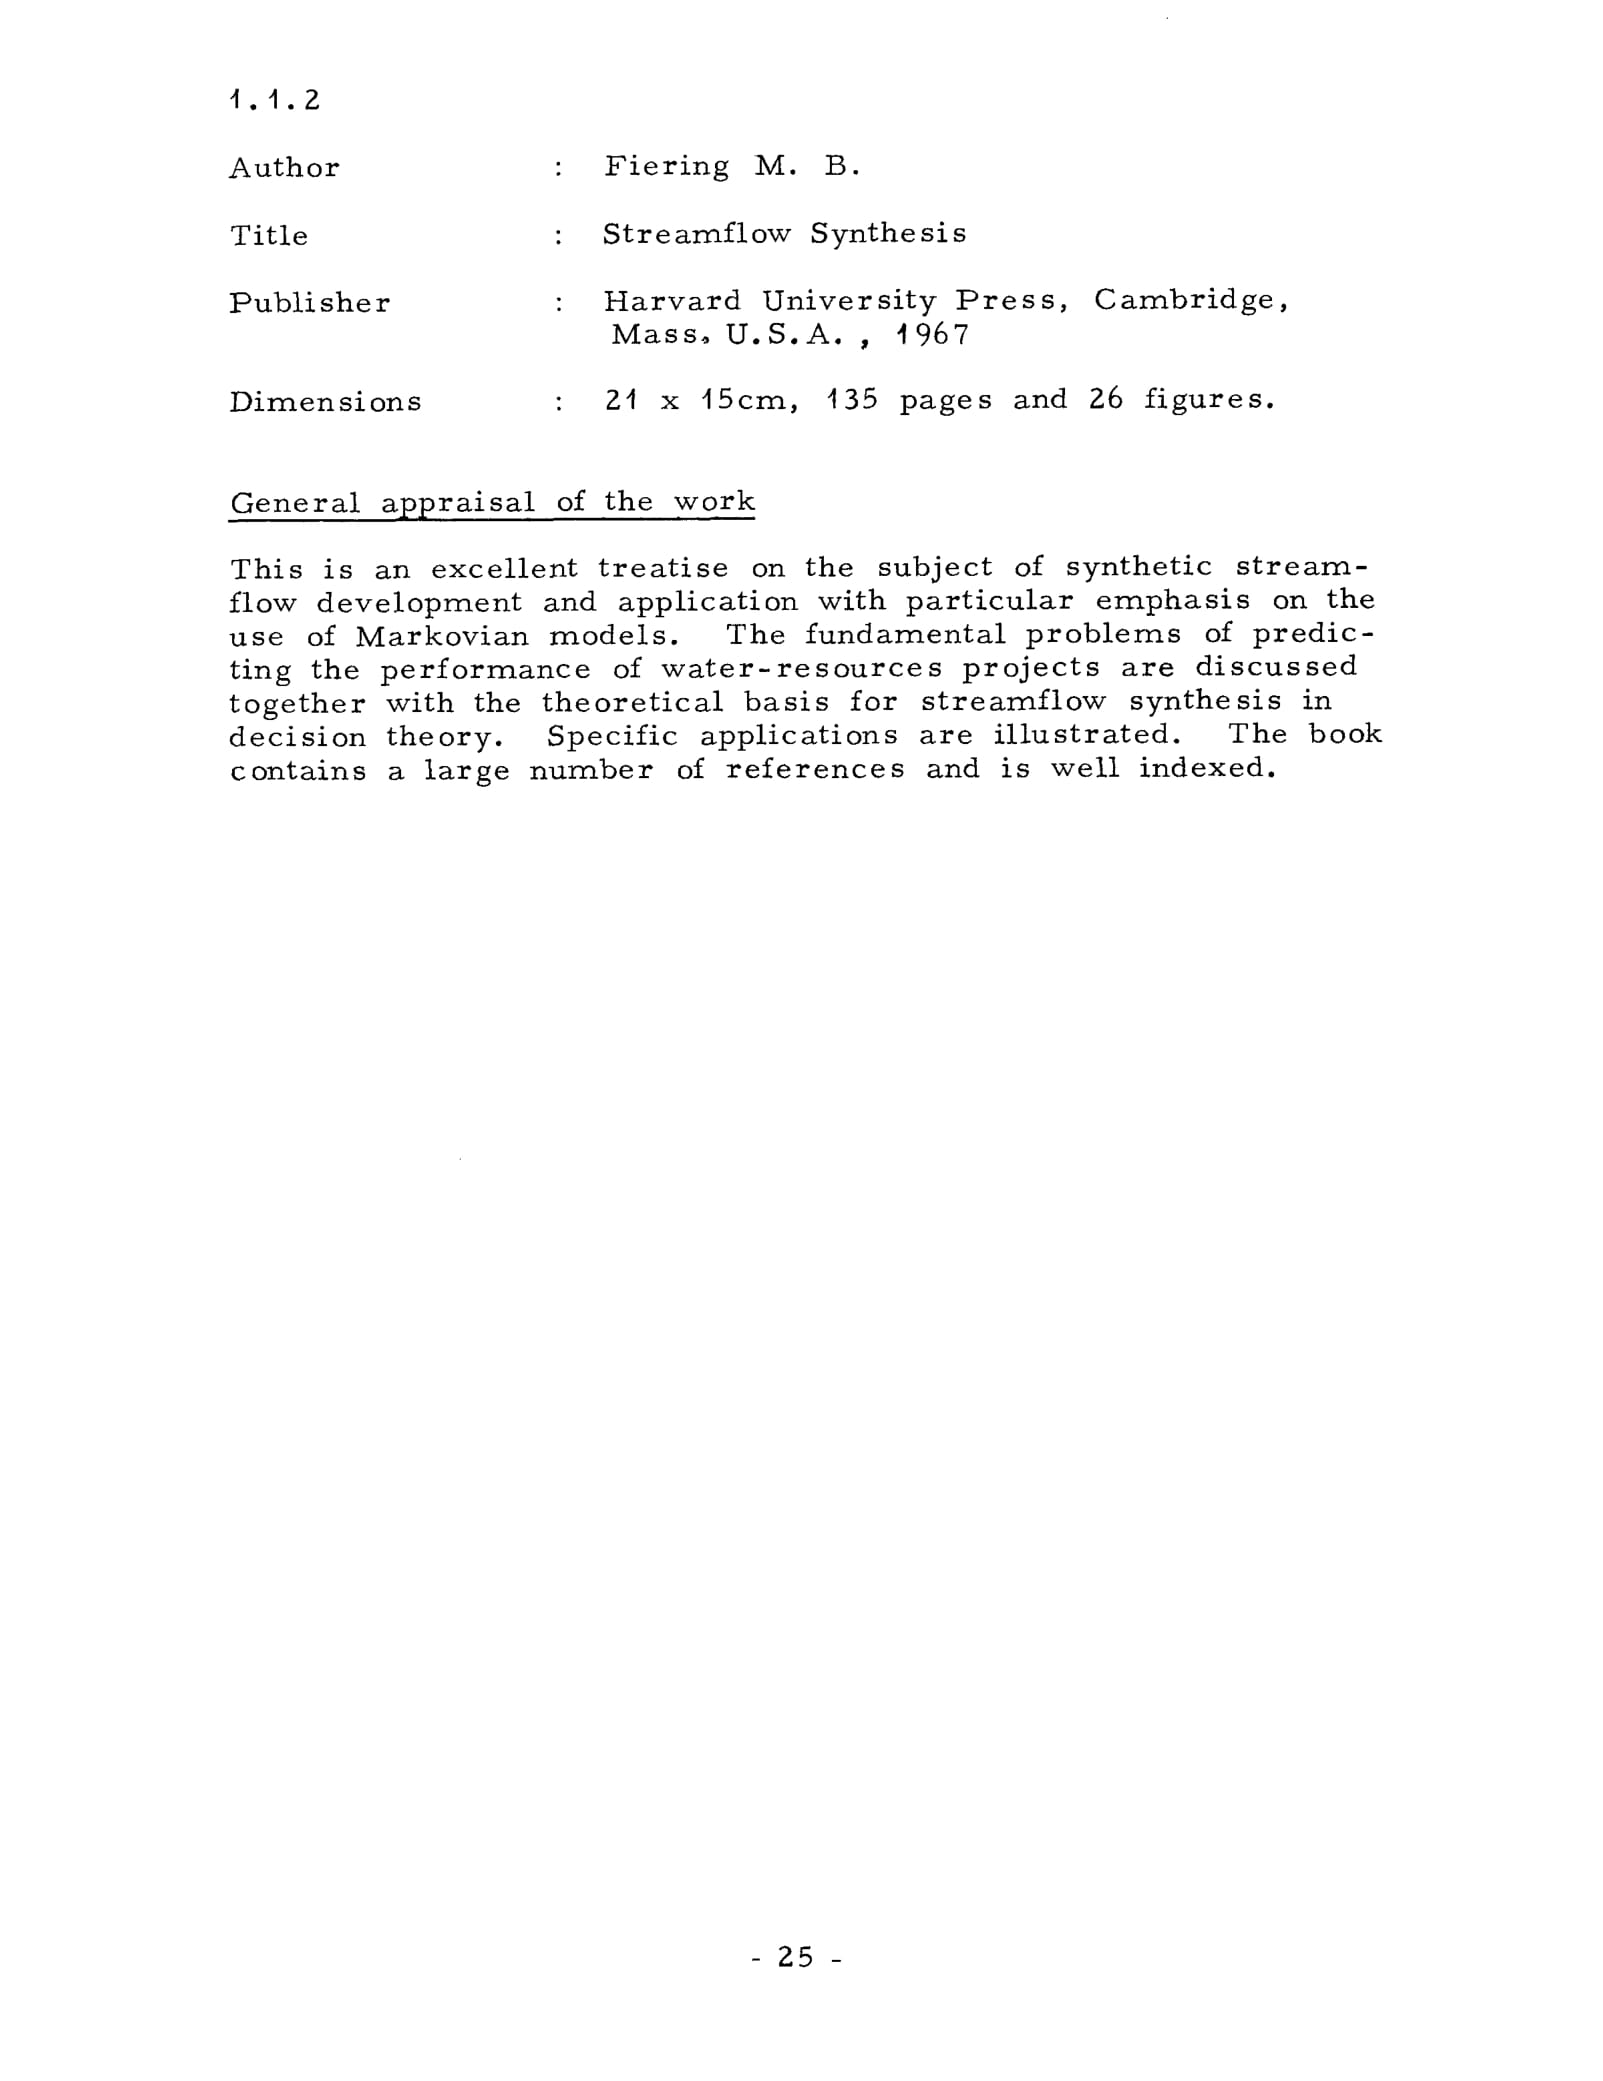 1.1.2
Author : Fiering M. B.
Title : Streamflow Synthesis
Publisher : Harvard University Press, Cambridge,
Mass, U.S.A. , 1967
Dimensions : 21 x 15cm, 135 pages and 26 figures.
General appraisal of the work
This is an excellent treatise on the subject of synthetic stream-
flow development and application with particular emphasis on the
use of Markovian models. The fundamental problems of predic-
ting the performance of water-resources projects are discussed
together with the theoretical basis for streamflow synthesis in
decision theory. Specific applications are illustrated. The book
contains a large number of references and is well indexed.
- 25 -